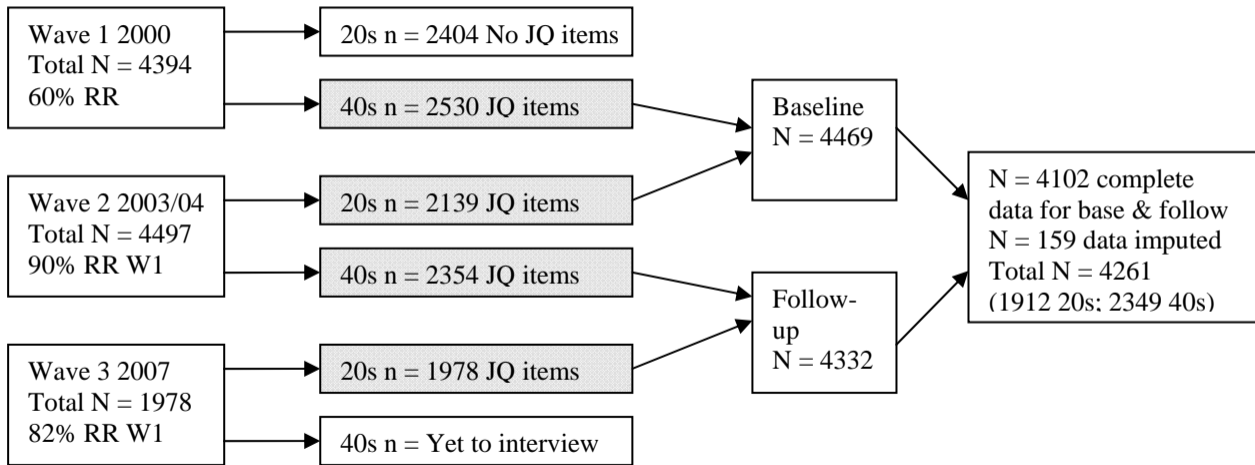 Wave 1 2000
Total N = 4394
60% RR
20s n = 2404 No JQ items
40s n = 2530 JQ items
Wave 2 2003/04
Total N = 4497
90% RR W1
20s n = 2139 JQ items
40s n = 2354 JQ items
Wave 3 2007
Total N = 1978
82% RR W1
20s n = 1978 JQ items
40s n = Yet to interview
Baseline
N = 4469
Follow-
up
N = 4332
N = 4102 complete
data for base & follow
N = 159 data imputed
Total N = 4261
(1912 20s; 2349 40s)